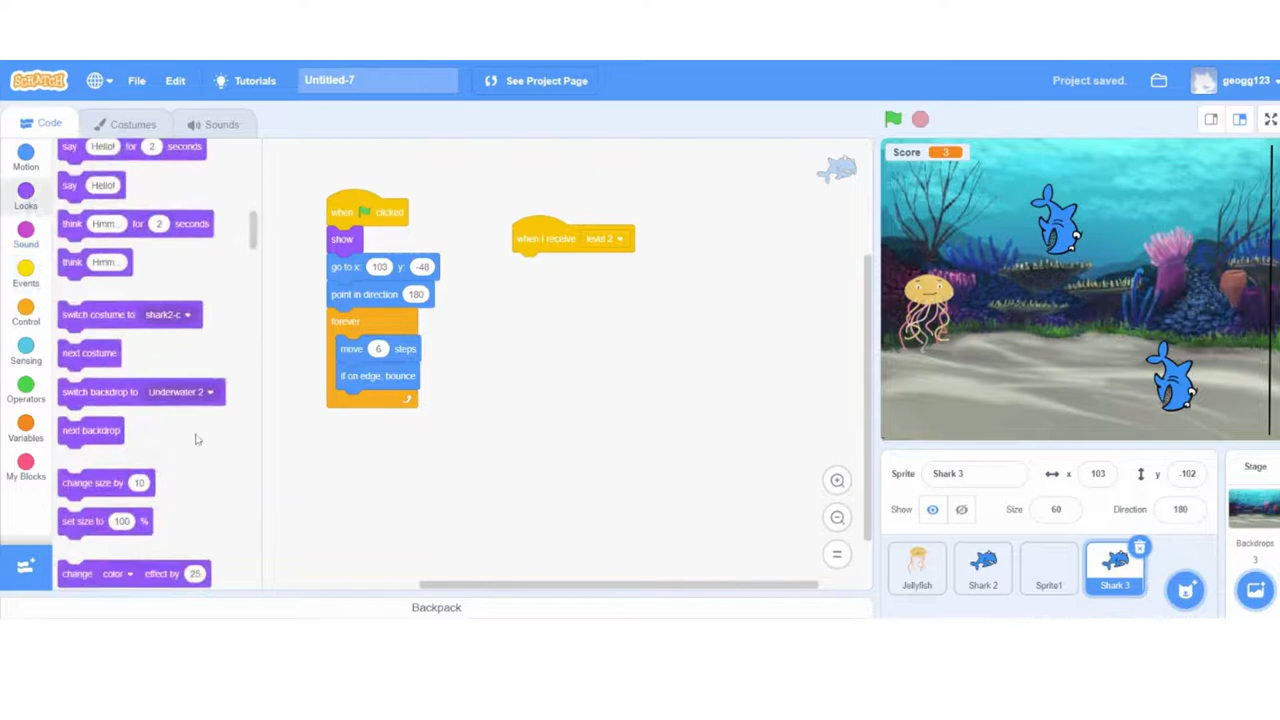 SCRATCH File Edit Tutorials Untitled-7 See Project Page Project saved. geogg123
Code Costumes Sounds
Motion
Looks
Sound
Events
Control
Sensing
Operators
Variables
My Blocks
say Hello! for 2 seconds
say Hello!
think Hmm... for 2 seconds
think Hmm...
switch costume to shark2-c
next costume
switch backdrop to Underwater 2
next backdrop
change size by 10
set size to 100 %
change color effect by 25
when clicked
show
go to x: 103 y: -48
point in direction 180
forever
move 6 steps
if on edge, bounce
when I receive level 2
Score 3
Sprite Shark 3 x 103 y -102
Show Size 60 Direction 180
Jellyfish Shark 2 Sprite1 Shark 3
Stage
Backdrops
3
Backpack